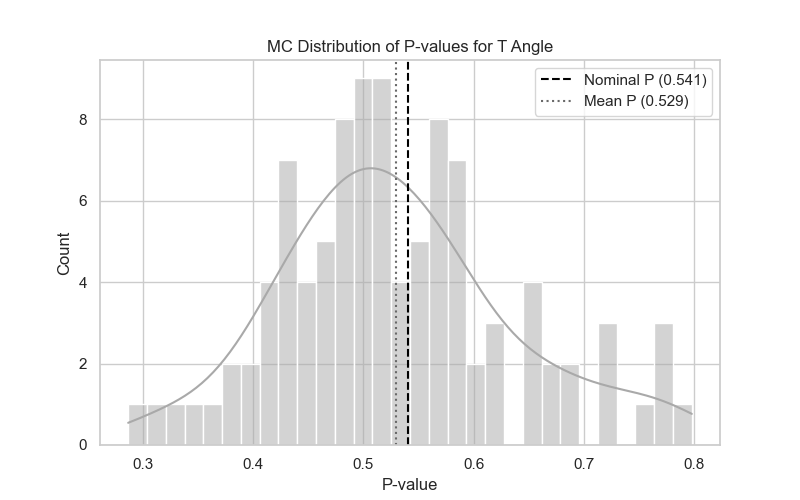 MC Distribution of P-values for T Angle
Nominal P (0.541)
Mean P (0.529)
Count
8
6
4
2
0
0.3 0.4 0.5 0.6 0.7 0.8
P-value